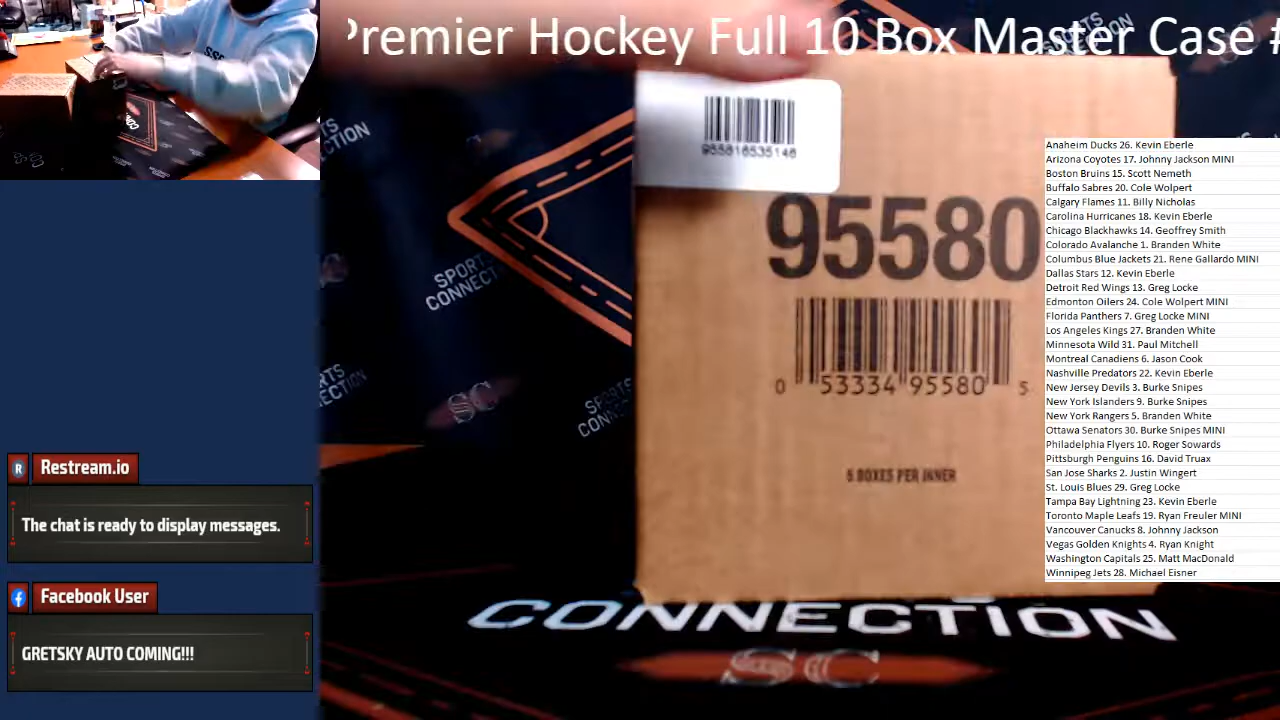 Premier Hockey Full 10 Box Master Case #
95580
0 53334 95580 5
6 BOXES PER INNER
SPORTS
CONNECTION
CONNECTION
SC
SC
Anaheim Ducks 26. Kevin Eberle
Arizona Coyotes 17. Johnny Jackson MINI
Boston Bruins 15. Scott Nemeth
Buffalo Sabres 20. Cole Wolpert
Calgary Flames 11. Billy Nicholas
Carolina Hurricanes 18. Kevin Eberle
Chicago Blackhawks 14. Geoffrey Smith
Colorado Avalanche 1. Branden White
Columbus Blue Jackets 21. Rene Gallardo MINI
Dallas Stars 12. Kevin Eberle
Detroit Red Wings 13. Greg Locke
Edmonton Oilers 24. Cole Wolpert MINI
Florida Panthers 7. Greg Locke MINI
Los Angeles Kings 27. Branden White
Minnesota Wild 31. Paul Mitchell
Montreal Canadiens 6. Jason Cook
Nashville Predators 22. Kevin Eberle
New Jersey Devils 3. Burke Snipes
New York Islanders 9. Burke Snipes
New York Rangers 5. Branden White
Ottawa Senators 30. Burke Snipes MINI
Philadelphia Flyers 10. Roger Sowards
Pittsburgh Penguins 16. David Truax
San Jose Sharks 2. Justin Wingert
St. Louis Blues 29. Greg Locke
Tampa Bay Lightning 23. Kevin Eberle
Toronto Maple Leafs 19. Ryan Freuler MINI
Vancouver Canucks 8. Johnny Jackson
Vegas Golden Knights 4. Ryan Knight
Washington Capitals 25. Matt MacDonald
Winnipeg Jets 28. Michael Eisner
R Restream.io
The chat is ready to display messages.
Facebook User
GRETSKY AUTO COMING!!!